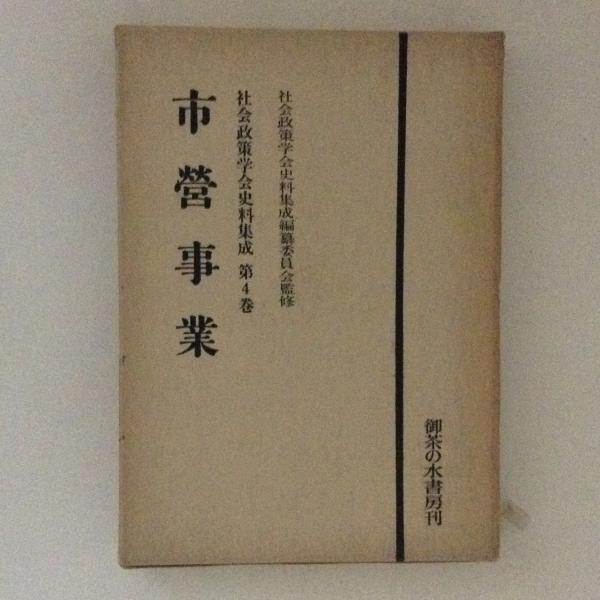 社会政策学会史料集成編纂委員会監修
社会政策学会史料集成 第4巻
市營事業
御茶の水書房刊